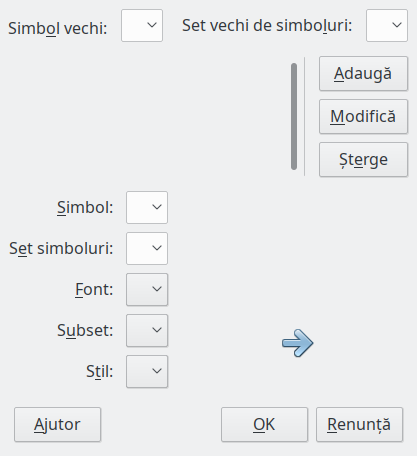 Simbol vechi:
Set vechi de simboluri:
Adaugă
Modifică
Șterge
Simbol:
Set simboluri:
Font:
Subset:
Stil:
Ajutor
OK
Renunță